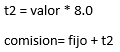 t2 = valor * 8.0
comision= fijo + t2